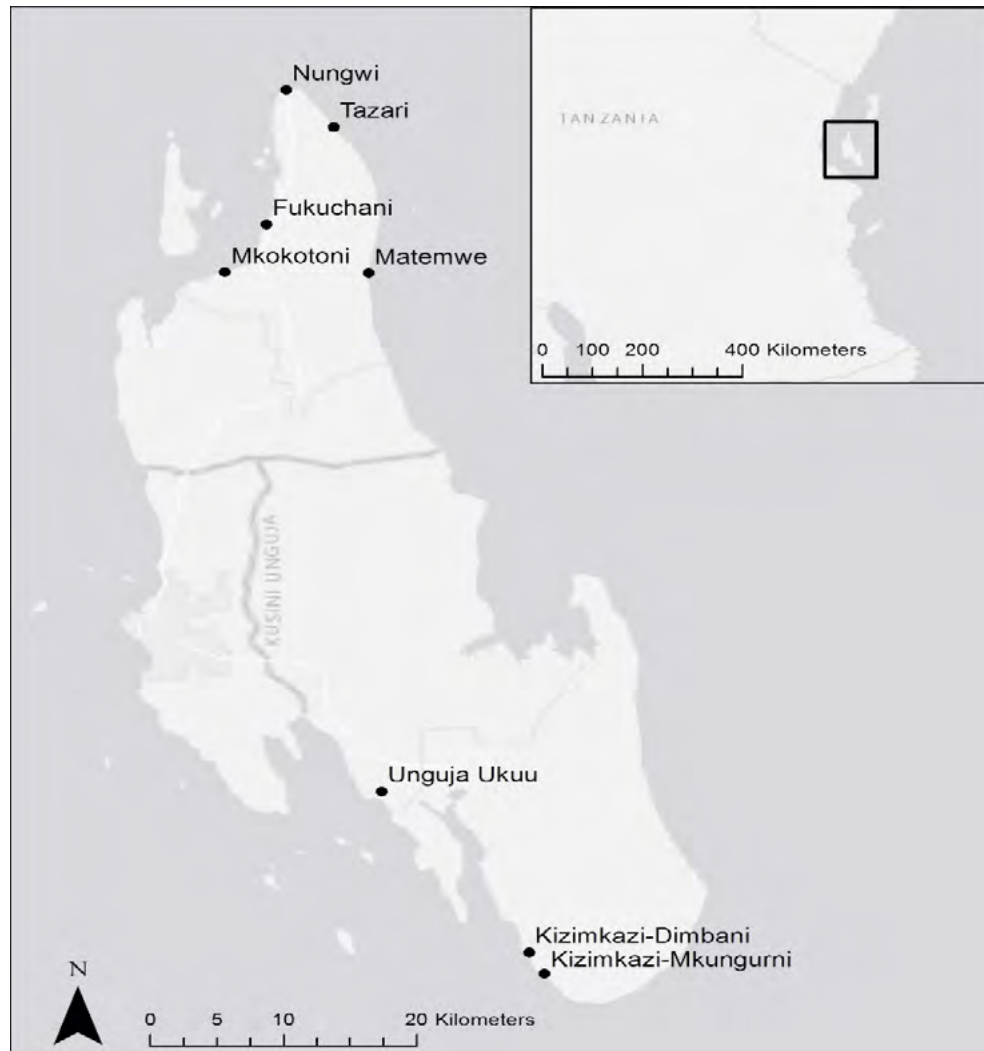 Nungwi
Tazari
Fukuchani
Mkokotoni
Matemwe
TANZANIA
0 100 200 400 Kilometers
KUSINI UNGUJA
Unguja Ukuu
Kizimkazi-Dimbani
Kizimkazi-Mkungurni
N
0 5 10 20 Kilometers